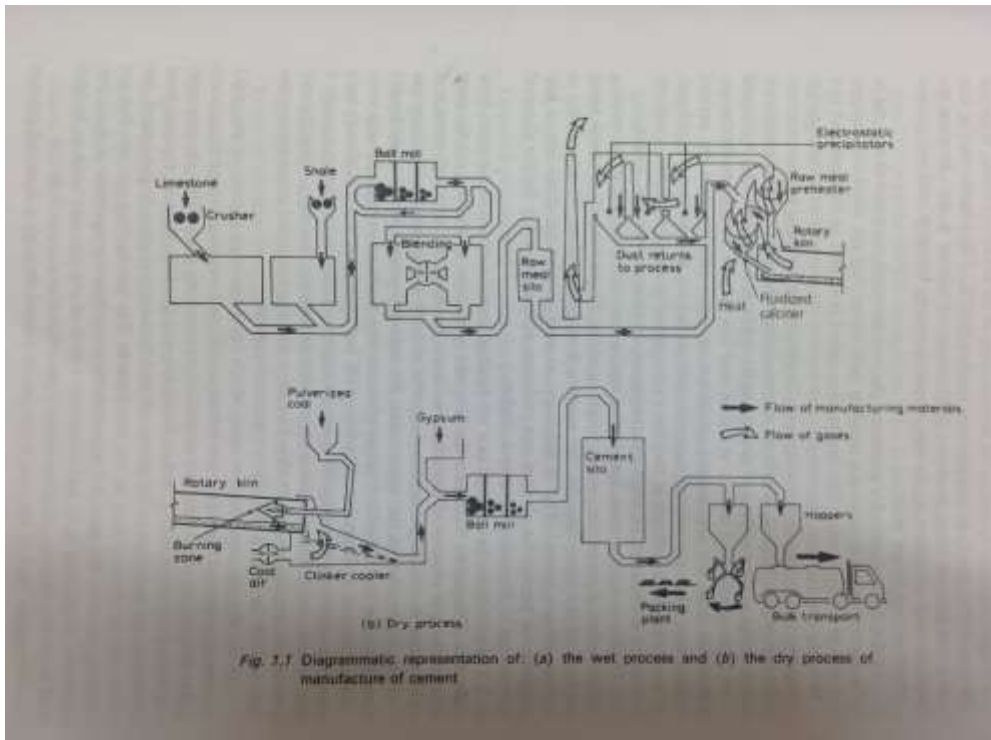 Limestone
Crusher
Shale
Ball mill
Blending
Raw
meal
silo
Electrostatic
precipitators
Raw meal
preheater
Rotary
kiln
Dust returns
to process
Heat
Fluidized
calciner
Pulverized
coal
Gypsum
Flow of manufacturing materials
Flow of gases
Rotary kiln
Burning
zone
Cool
air
Clinker cooler
Ball mill
Cement
silo
Hoppers
Packing
plant
Bulk transport
(b) Dry process
Fig. 1.1 Diagrammatic representation of: (a) the wet process and (b) the dry process of
manufacture of cement